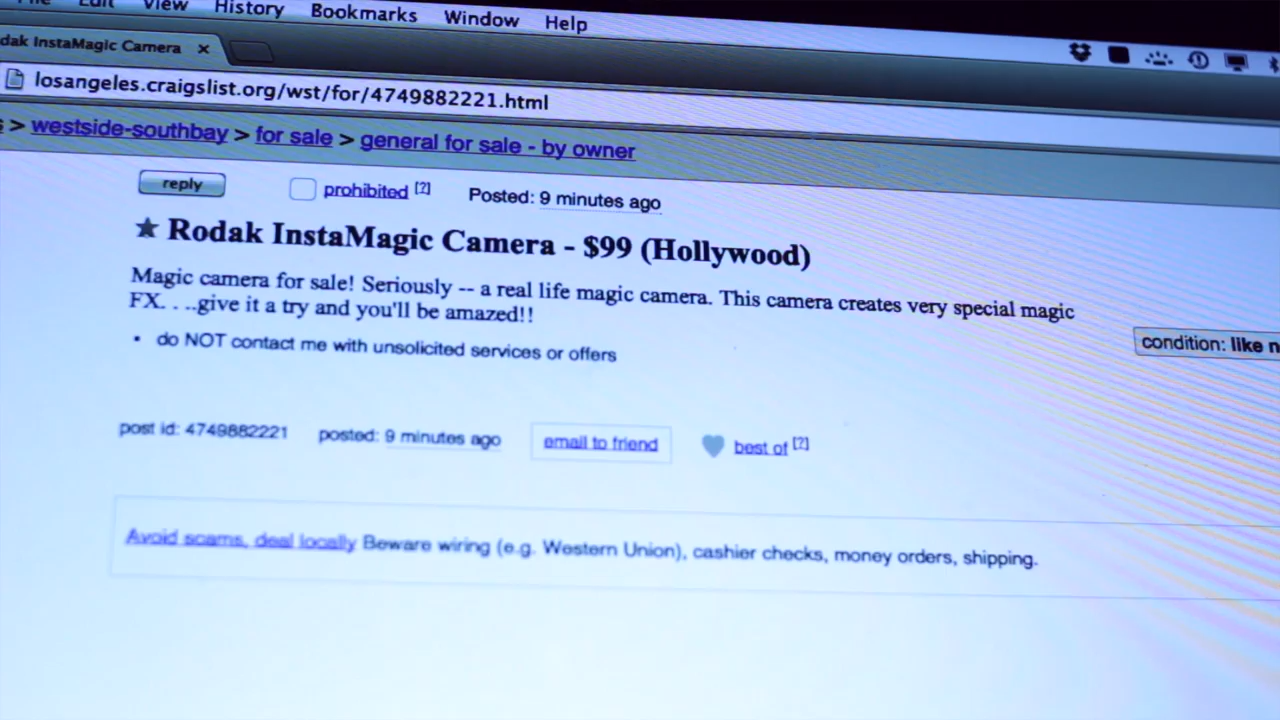 Edit View History Bookmarks Window Help
dak InstaMagic Camera ×
losangeles.craigslist.org/wst/for/4749882221.html
> westside-southbay > for sale > general for sale - by owner
reply prohibited [?] Posted: 9 minutes ago
★ Rodak InstaMagic Camera - $99 (Hollywood)
Magic camera for sale! Seriously -- a real life magic camera. This camera creates very special magic
FX. . ..give it a try and you'll be amazed!!
condition: like n
• do NOT contact me with unsolicited services or offers
post id: 4749882221 posted: 9 minutes ago email to friend best of [?]
Avoid scams, deal locally Beware wiring (e.g. Western Union), cashier checks, money orders, shipping.